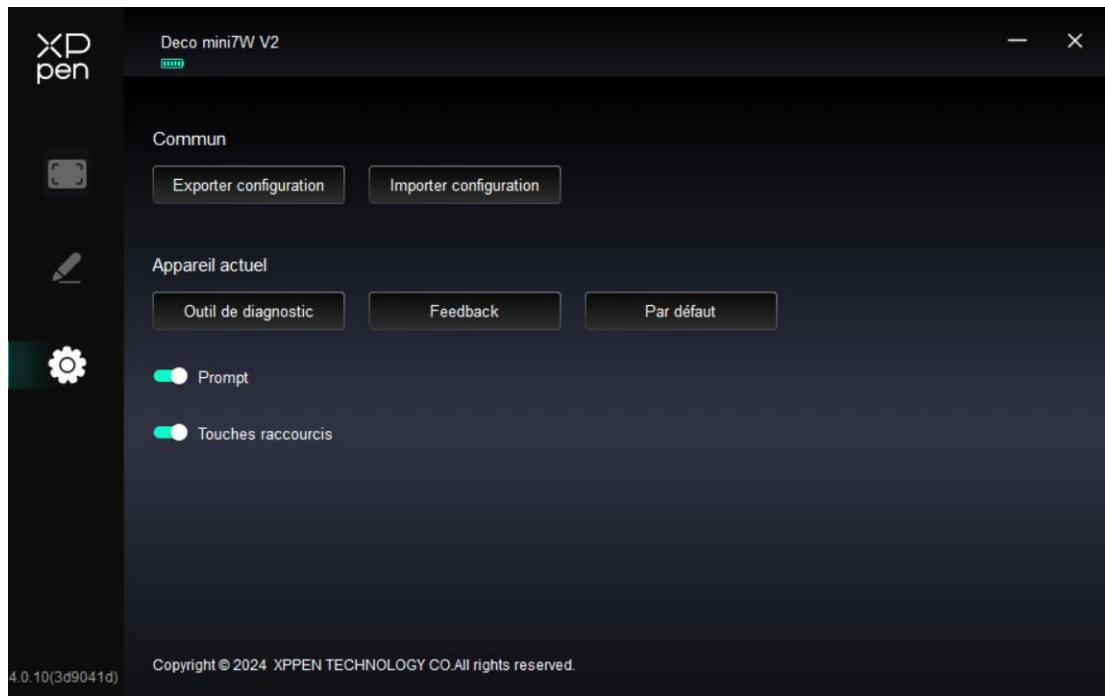 XP
pen
Deco mini7W V2
Commun
Exporter configuration
Importer configuration
Appareil actuel
Outil de diagnostic
Feedback
Par défaut
Prompt
Touches raccourcis
Copyright © 2024 XPPEN TECHNOLOGY CO.All rights reserved.
4.0.10(3d9041d)